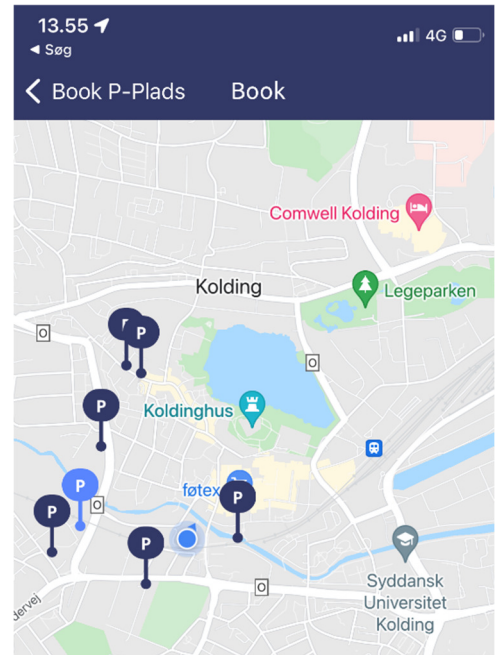 13.55
4G
◀ Søg
Book P-Plads
Book
Comwell Kolding
Kolding
Legeparken
P
O
O
P
Koldinghus
føtex
P
P
O
P
P
O
Syddansk
Universitet
Kolding